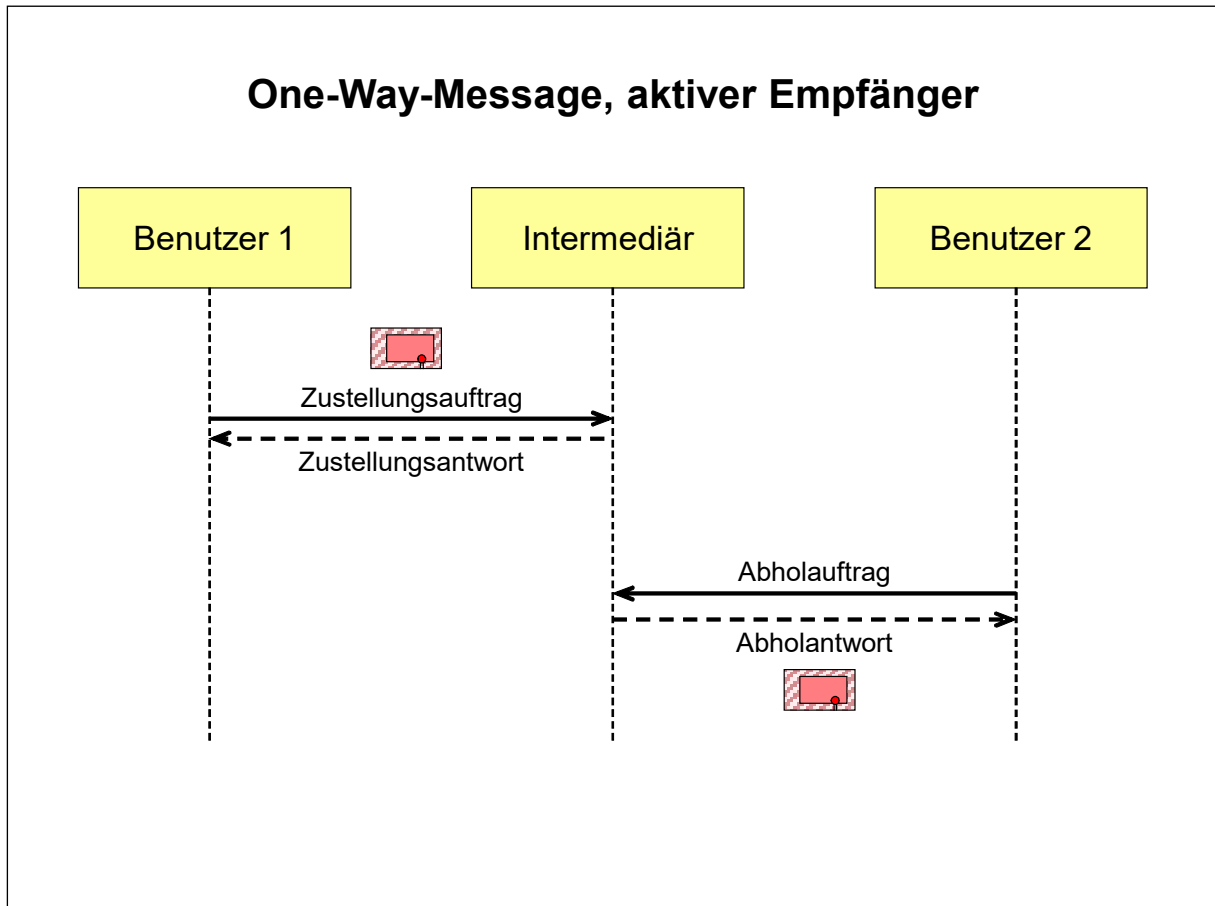 One-Way-Message, aktiver Empfänger
Benutzer 1
Intermediär
Benutzer 2
Zustellungsauftrag
Zustellungsantwort
Abholauftrag
Abholantwort